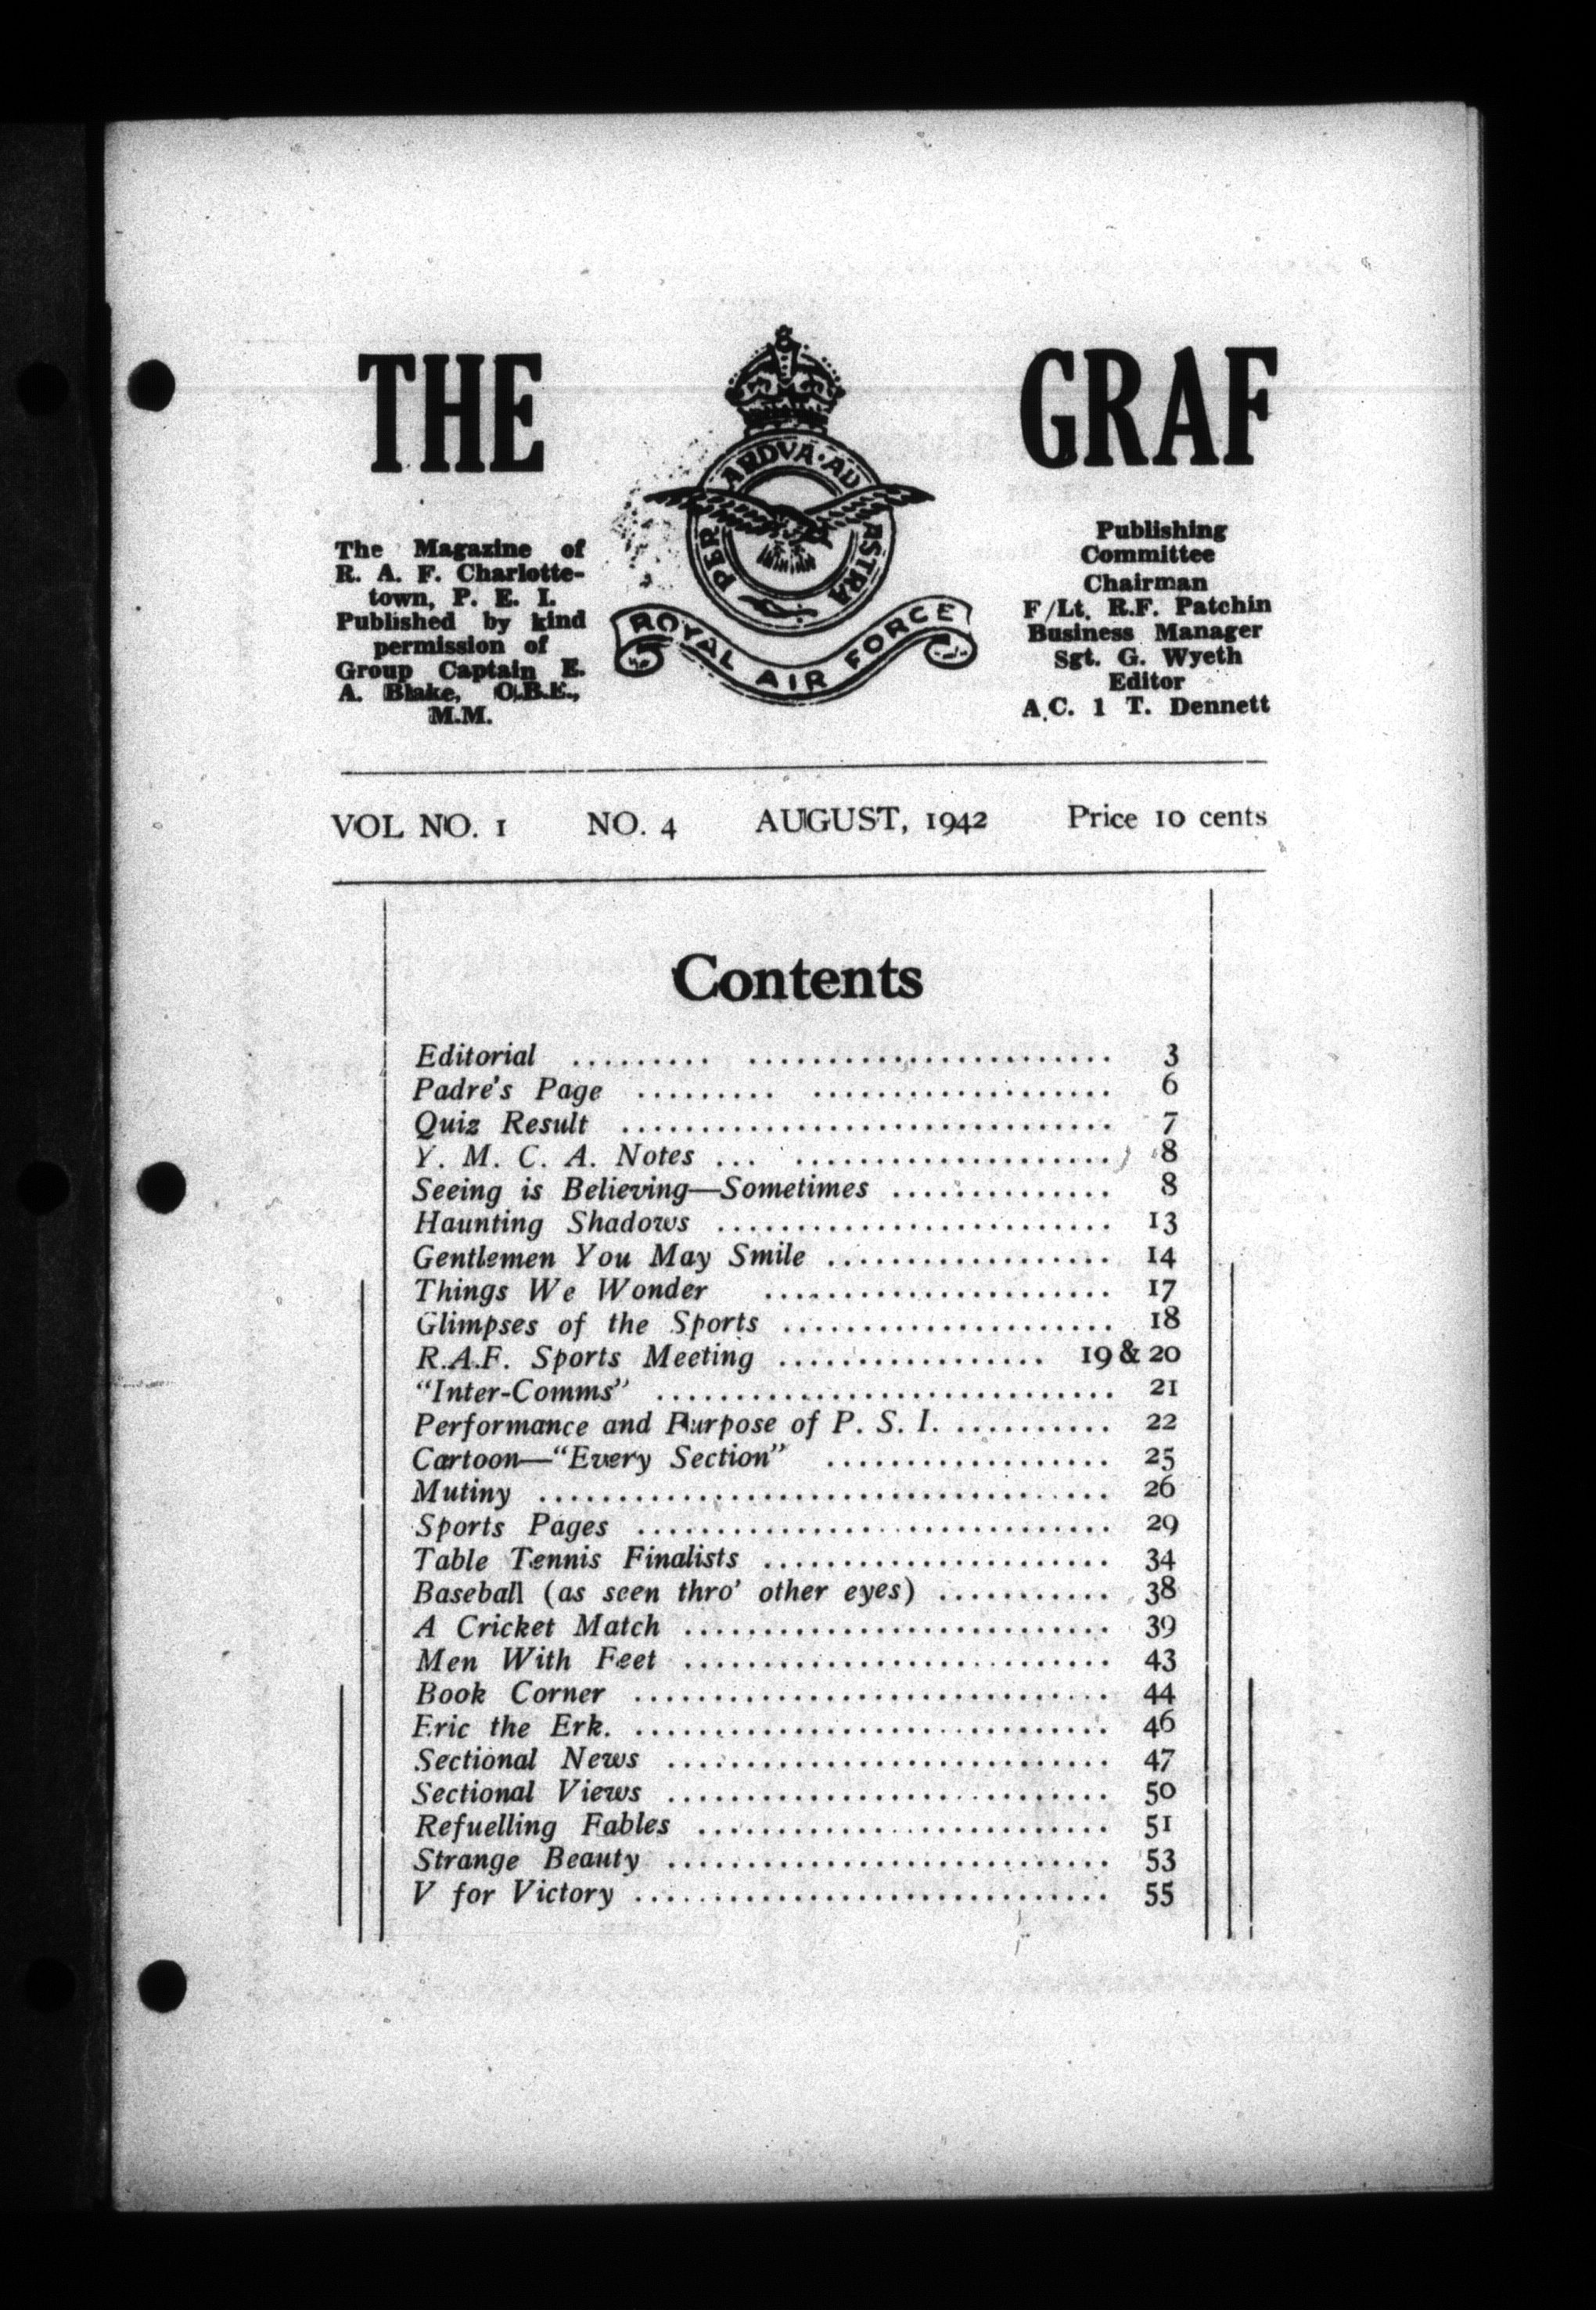 THE GRAF
PER ARDVA·AD ASTRA
ROYAL AIR FORCE
The Magazine of
R. A. F. Charlotte-
town, P. E. I.
Published by kind
permission of
Group Captain E.
A. Blake, O.B.E.,
M.M.
Publishing
Committee
Chairman
F/Lt. R.F. Patchin
Business Manager
Sgt. G. Wyeth
Editor
A.C. 1 T. Dennett
VOL NO. 1 NO. 4 AUGUST, 1942 Price 10 cents
Contents
Editorial ......... ....................... 3
Padre's Page ......... ................... 6
Quiz Result ............................... 7
Y. M. C. A. Notes ... .................... 8
Seeing is Believing—Sometimes .............. 8
Haunting Shadows ......................... 13
Gentlemen You May Smile .................. 14
Things We Wonder ...................... 17
Glimpses of the Sports ..................... 18
R.A.F. Sports Meeting ................. 19 & 20
"Inter-Comms" ............................. 21
Performance and Purpose of P. S. I. .......... 22
Cartoon—"Every Section" .................. 25
Mutiny .................................... 26
Sports Pages .............................. 29
Table Tennis Finalists ...................... 34
Baseball (as seen thro' other eyes) ........... 38
A Cricket Match ........................... 39
Men With Feet ........................... 43
Book Corner .............................. 44
Eric the Erk. .............................. 46
Sectional News ............................ 47
Sectional Views ............................ 50
Refuelling Fables .......................... 51
Strange Beauty ............................ 53
V for Victory .............................. 55